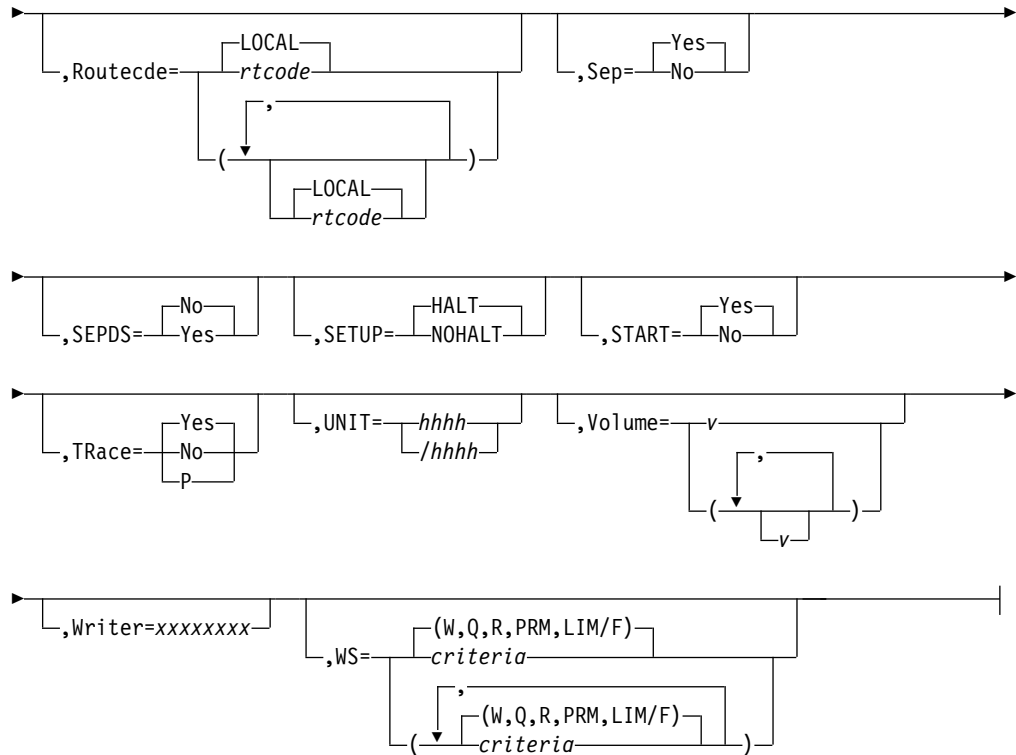 LOCAL Yes
,Routecde= rtcode ,Sep= No
,
( )
LOCAL
rtcode
No HALT Yes
,SEPDS= Yes ,SETUP= NOHALT ,START= No
Yes ,UNIT= hhhh ,Volume= v
,TRace= No /hhhh ,
P ( )
v
,Writer=xxxxxxxx (W,Q,R,PRM,LIM/F)
,WS= criteria
,
(W,Q,R,PRM,LIM/F)
( criteria )